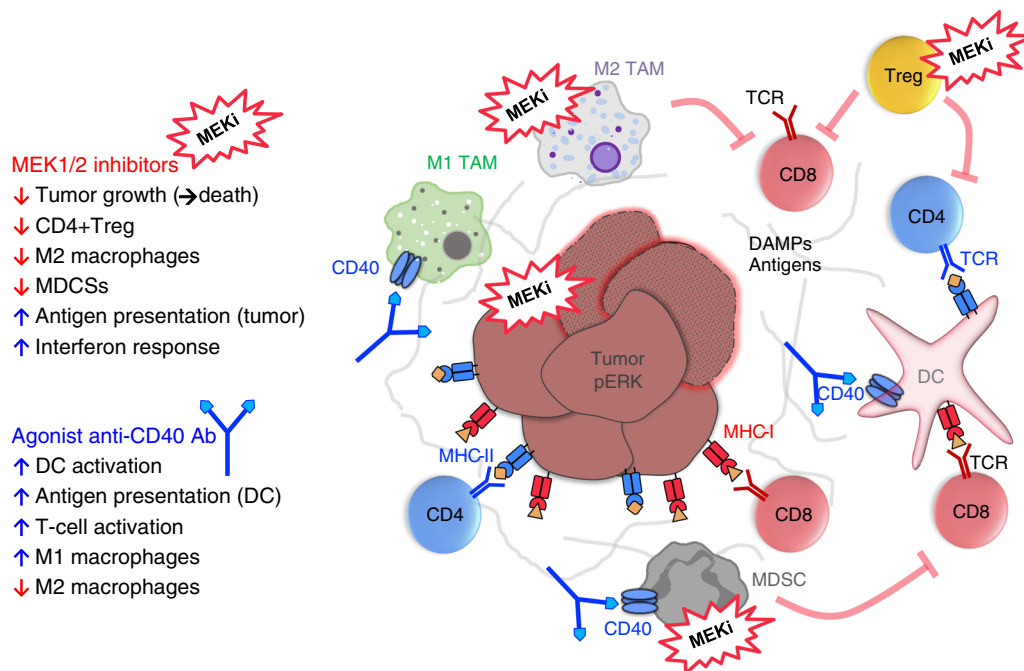 MEKi
MEK1/2 inhibitors
↓ Tumor growth (→death)
↓ CD4+Treg
↓ M2 macrophages
↓ MDCSs
↑ Antigen presentation (tumor)
↑ Interferon response
Agonist anti-CD40 Ab
↑ DC activation
↑ Antigen presentation (DC)
↑ T-cell activation
↑ M1 macrophages
↓ M2 macrophages
M2 TAM
MEKi
M1 TAM
CD40
MEKi
Tumor
pERK
TCR
CD8
Treg
MEKi
CD4
TCR
DAMPs
Antigens
DC
CD40
MHC-I
MHC-II
CD4
CD8
TCR
CD8
MDSC
CD40
MEKi